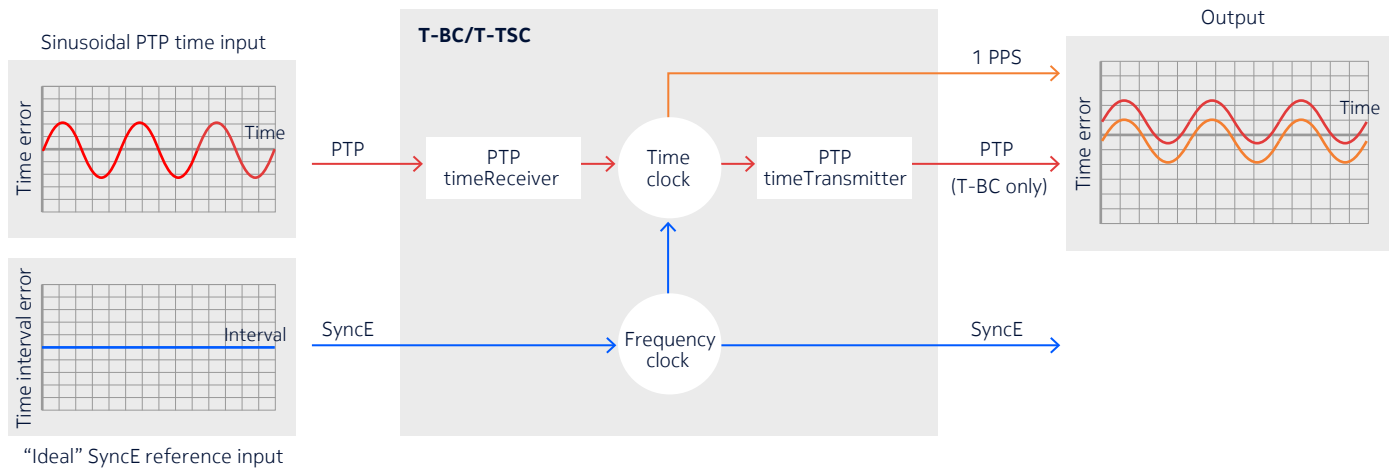 Sinusoidal PTP time input
Time error
Time
Time interval error
Interval
“Ideal” SyncE reference input
T-BC/T-TSC
PTP
PTP
timeReceiver
Time
clock
PTP
timeTransmitter
1 PPS
PTP
(T-BC only)
SyncE
Frequency
clock
SyncE
Output
Time error
Time